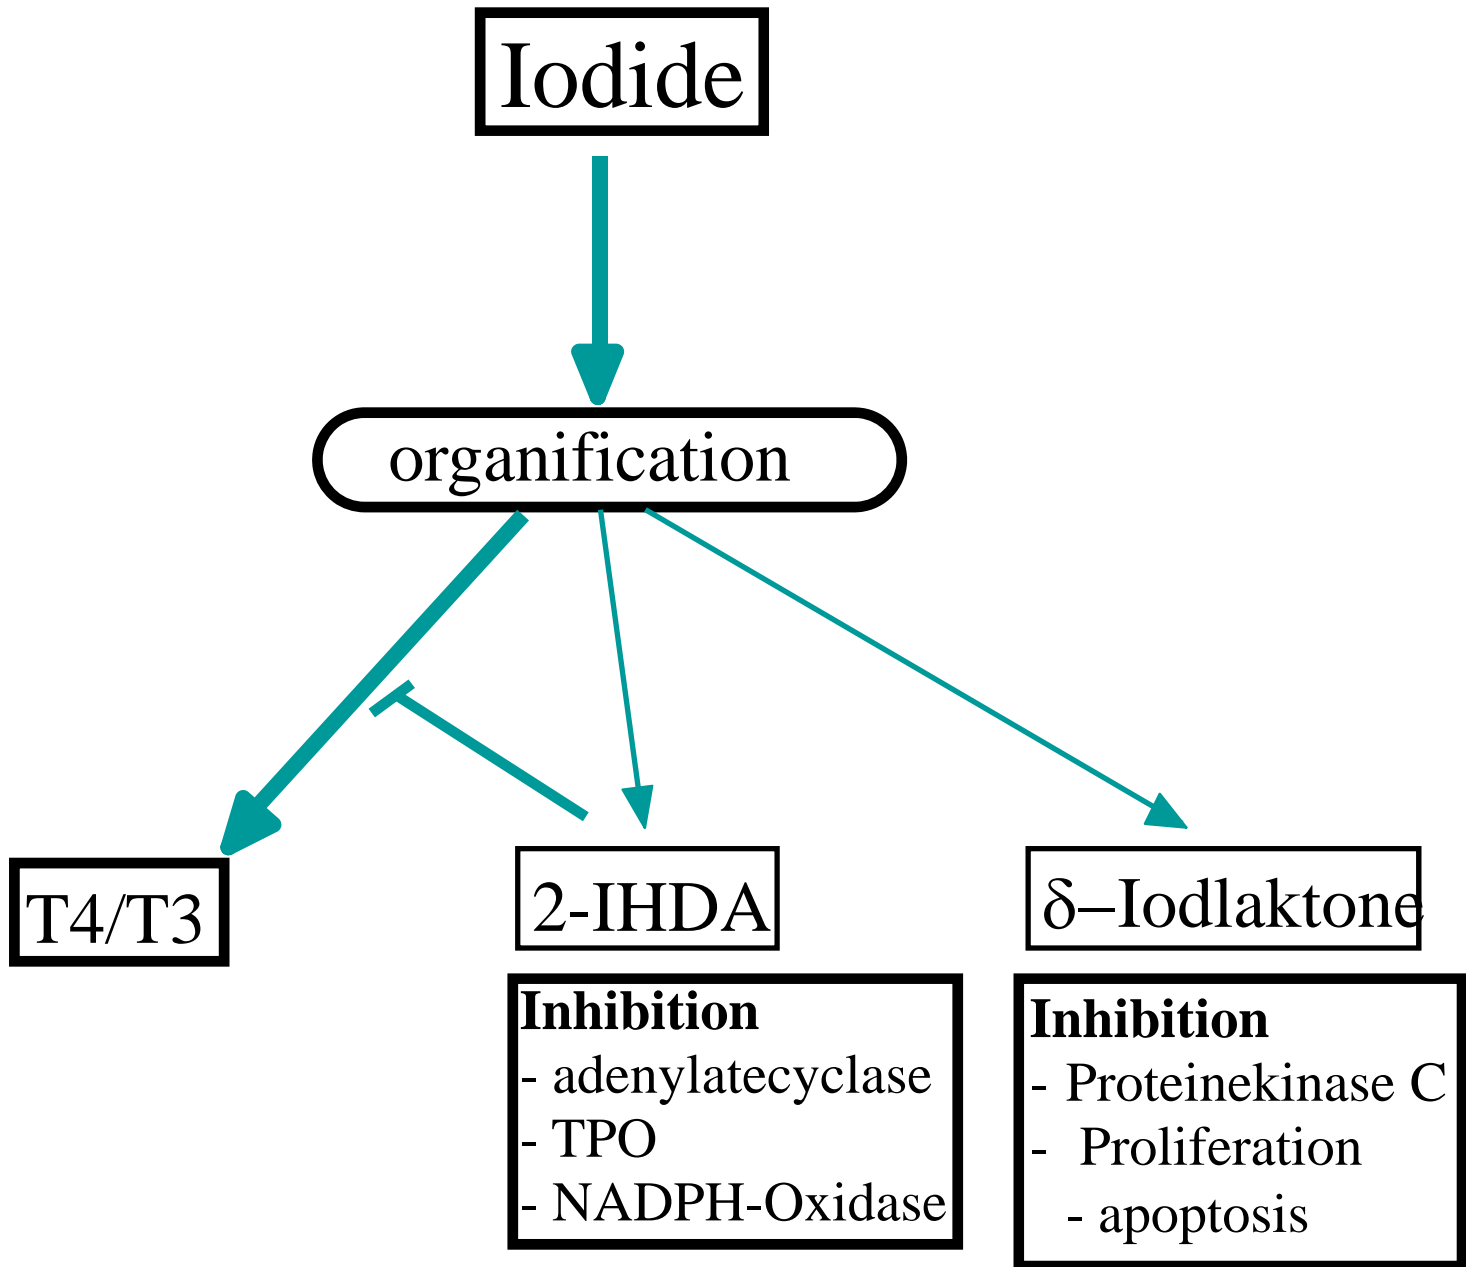 Iodide
organification
T4/T3
2-IHDA
δ–Iodlaktone
Inhibition
- adenylatecyclase
- TPO
- NADPH-Oxidase
Inhibition
- Proteinekinase C
- Proliferation
- apoptosis